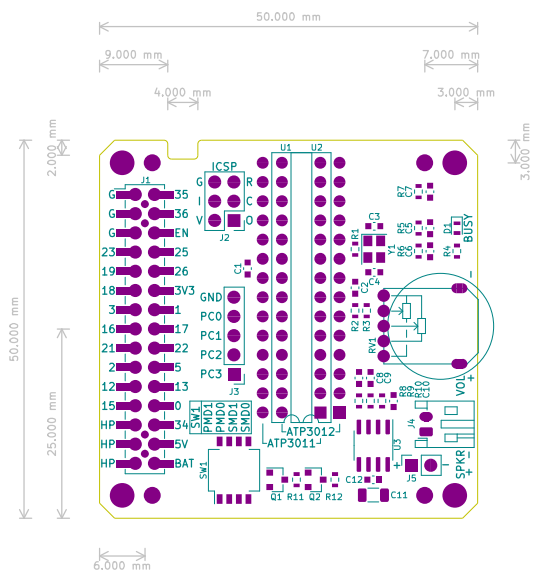 50.000 mm
9.000 mm
7.000 mm
4.000 mm
3.000 mm
2.000 mm
3.000 mm
50.000 mm
25.000 mm
6.000 mm
J1
G 35
G 36
G EN
23 25
19 26
18 3V3
3 1
16 17
21 22
2 5
12 13
15 0
HP 34
HP 5V
HP BAT
ICSP
G R
I C
V O
J2
U1 U2
C1
GND
PC0
PC1
PC2
PC3
J3
R1
C3
Y1
C4
C2
R2
R3
R7
R5
C5
R6
C6
D1
BUSY
R4
RV1
-
VOL
+
C8
C9
R8
R9
R10
C10
SW1
PMD1
PMD0
SMD1
SMD0
ATP3012
ATP3011
SW1
Q1 R11 Q2 R12
U3
C12
C11
J4
+ -
J5
SPKR
-
+